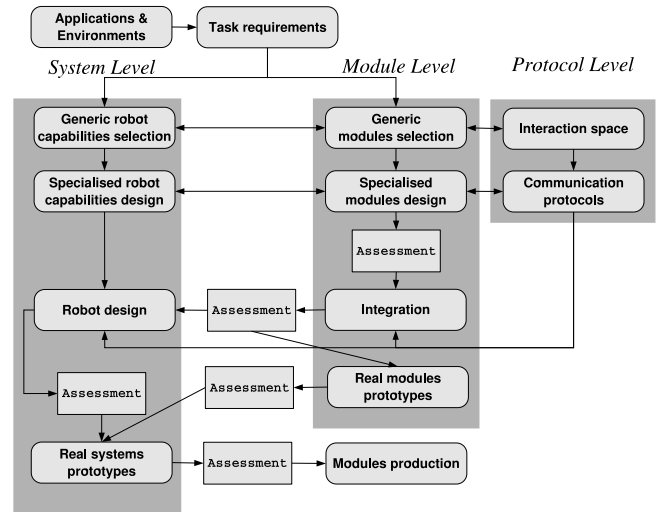 Applications &
Environments
Task requirements
System Level
Module Level
Protocol Level
Generic robot
capabilities selection
Generic
modules selection
Interaction space
Specialised robot
capabilities design
Specialised
modules design
Communication
protocols
Assessment
Robot design
Assessment
Integration
Assessment
Assessment
Real modules
prototypes
Real systems
prototypes
Assessment
Modules production